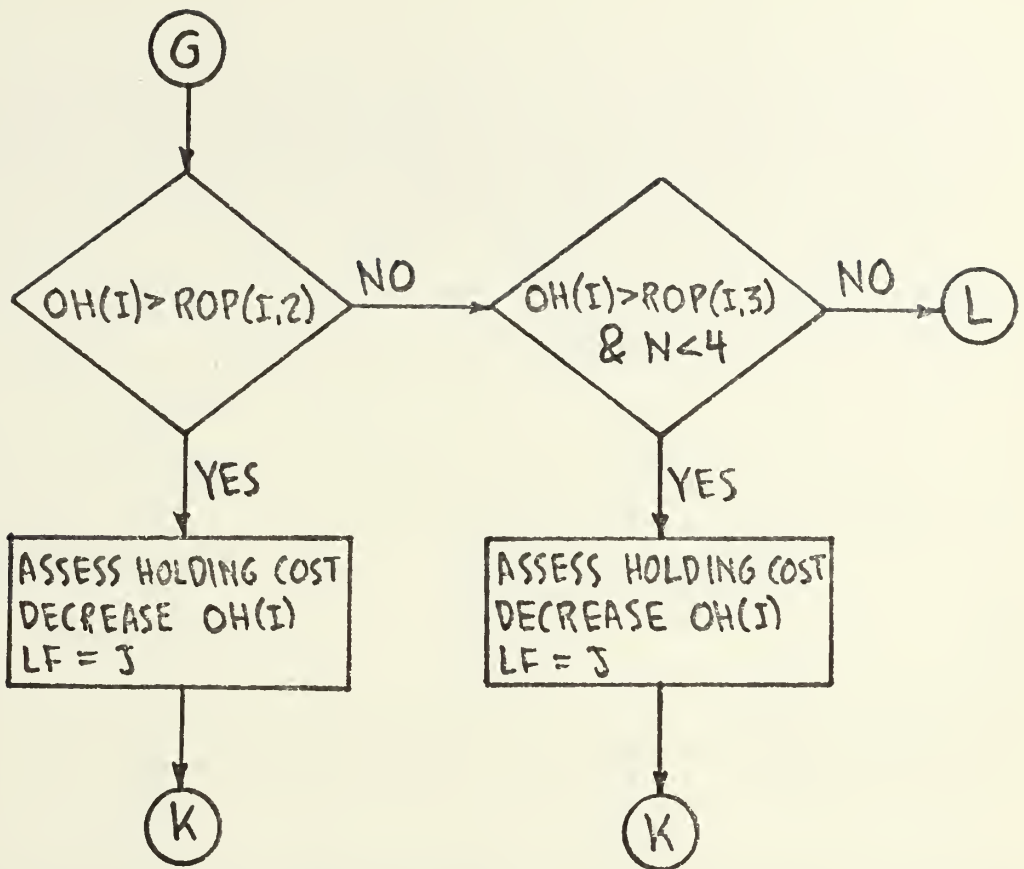 G
OH(I)>ROP(I,2)
NO
OH(I)>ROP(I,3)
& N<4
NO
L
YES
YES
ASSESS HOLDING COST
DECREASE OH(I)
LF = J
ASSESS HOLDING COST
DECREASE OH(I)
LF = J
K
K